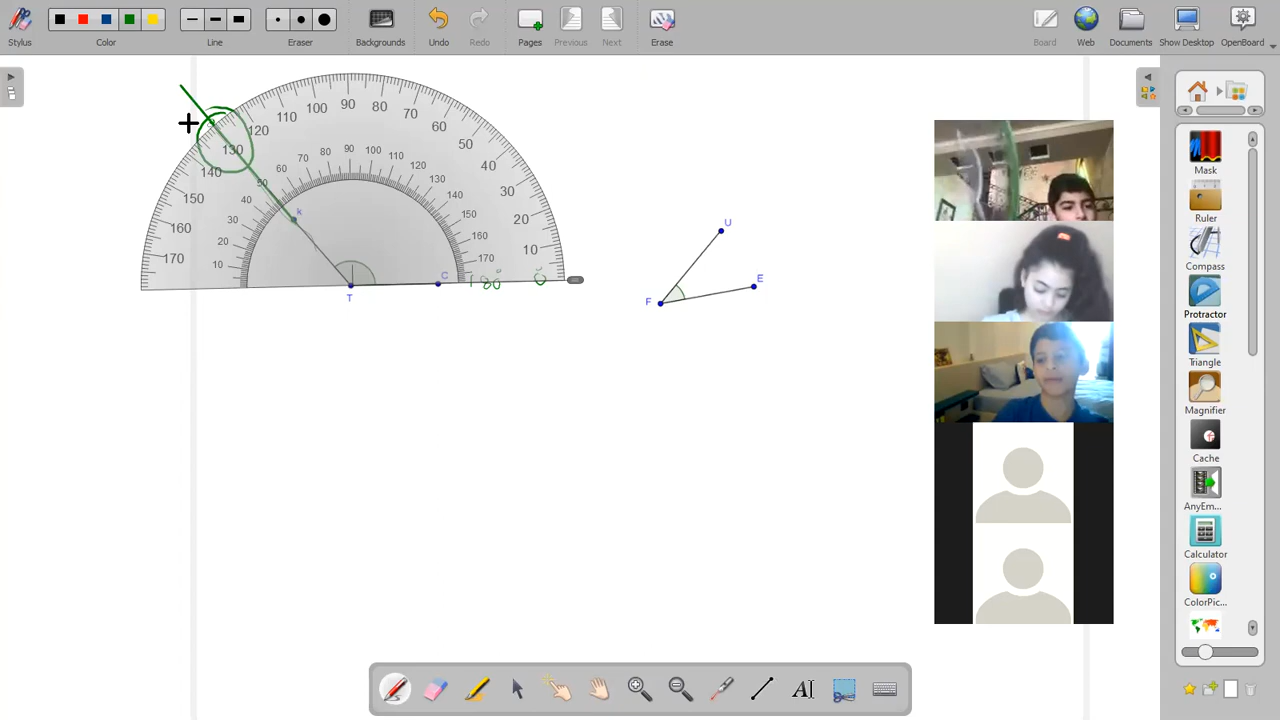 Stylus
Color
Line
Eraser
Backgrounds
Undo
Redo
Pages
Previous
Next
Erase
Board
Web
Documents
Show Desktop
OpenBoard
170 160 150 140 130 120 110 100 90 80 70 60 50 40 30 20 10
10 20 30 40 50 60 70 80 90 100 110 120 130 140 150 160 170
k
T
C
180° 0°
U
E
F
Mask
Ruler
Compass
Protractor
Triangle
Magnifier
Cache
AnyEm...
Calculator
ColorPic...
AI